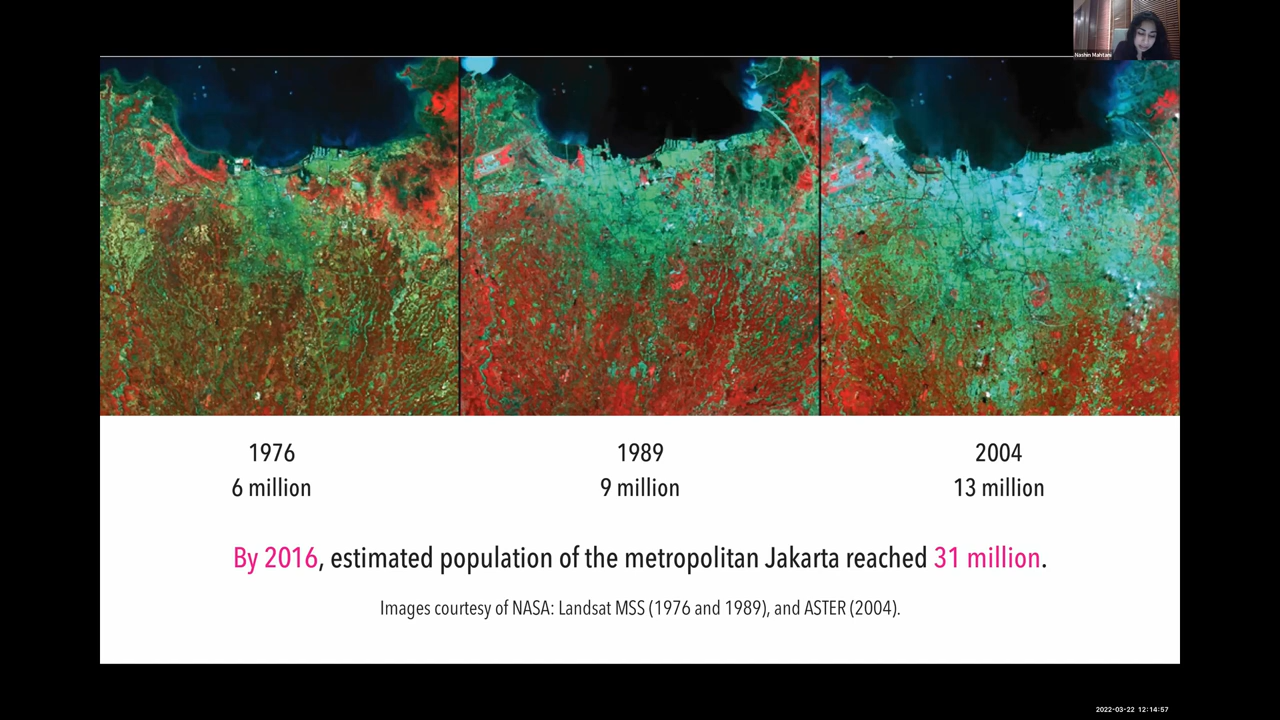 Nashin Mahtani
1976
6 million
1989
9 million
2004
13 million
By 2016, estimated population of the metropolitan Jakarta reached 31 million.
Images courtesy of NASA: Landsat MSS (1976 and 1989), and ASTER (2004).
2022-03-22 12:14:57